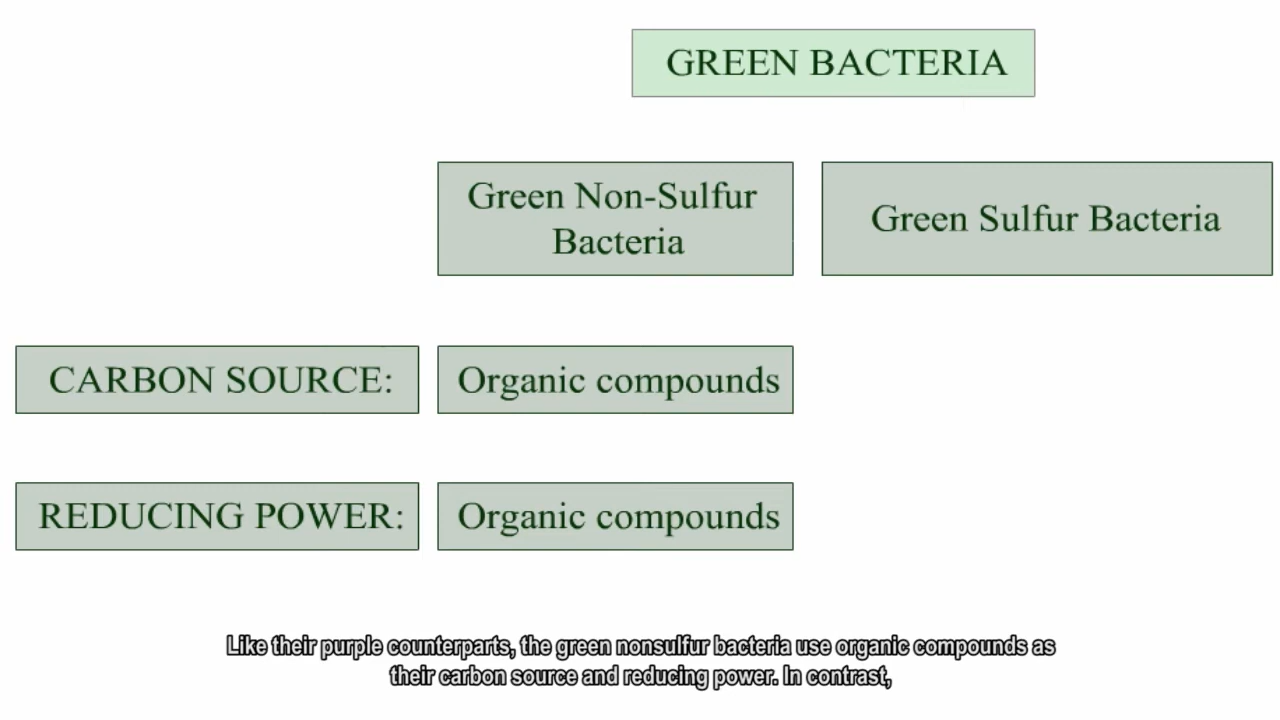 GREEN BACTERIA
Green Non-Sulfur
Bacteria
Green Sulfur Bacteria
CARBON SOURCE:
Organic compounds
REDUCING POWER:
Organic compounds
Like their purple counterparts, the green nonsulfur bacteria use organic compounds as
their carbon source and reducing power. In contrast,